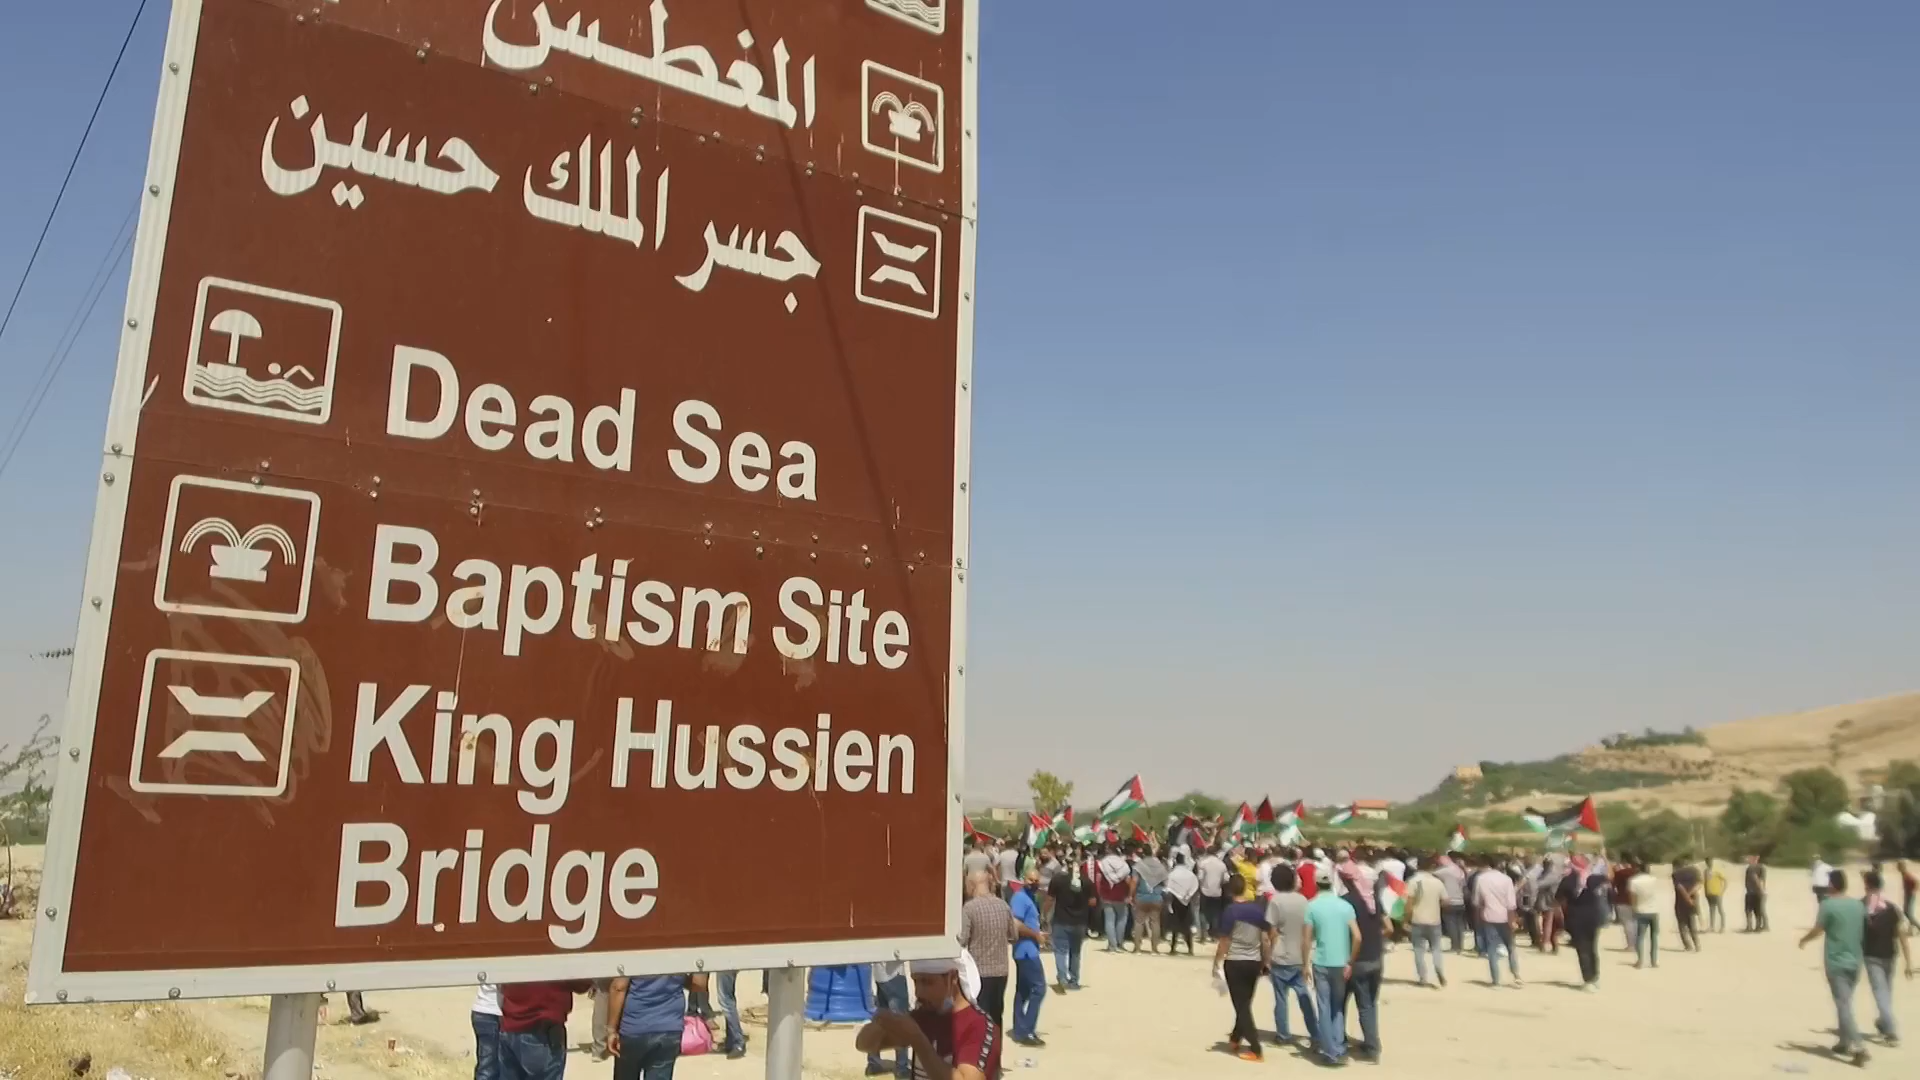 المغطس
جسر الملك حسين
Dead Sea
Baptism Site
King Hussien
Bridge